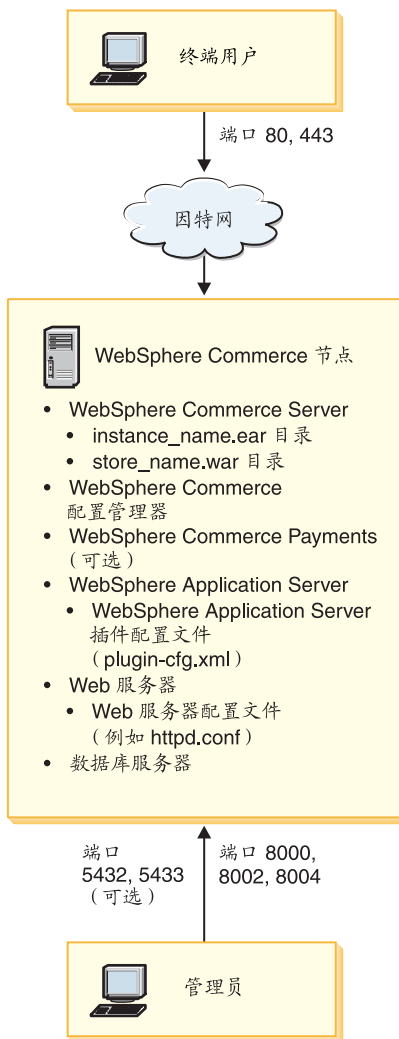 终端用户
端口 80, 443
因特网
WebSphere Commerce 节点
• WebSphere Commerce Server
• instance_name.ear 目录
• store_name.war 目录
• WebSphere Commerce
配置管理器
• WebSphere Commerce Payments
（可选）
• WebSphere Application Server
• WebSphere Application Server
插件配置文件
（plugin-cfg.xml）
• Web 服务器
• Web 服务器配置文件
（例如 httpd.conf）
• 数据库服务器
端口
5432, 5433
（可选）
端口 8000,
8002, 8004
管理员